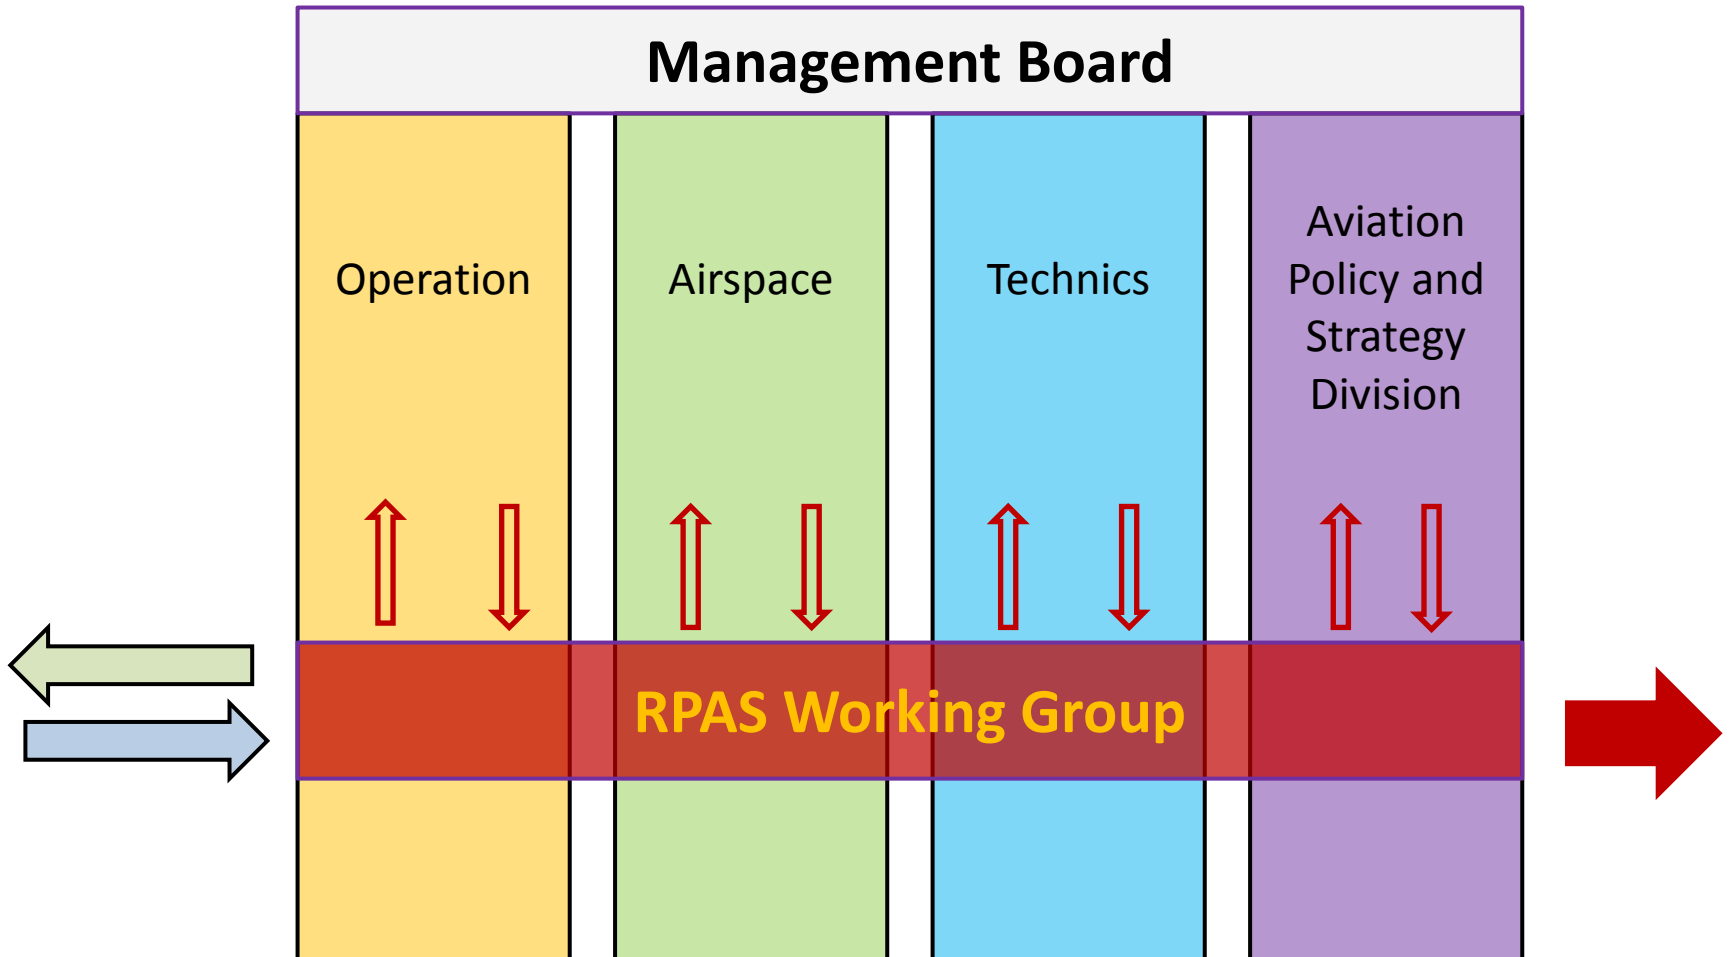 Management Board
Operation
Airspace
Technics
Aviation
Policy and
Strategy
Division
RPAS Working Group